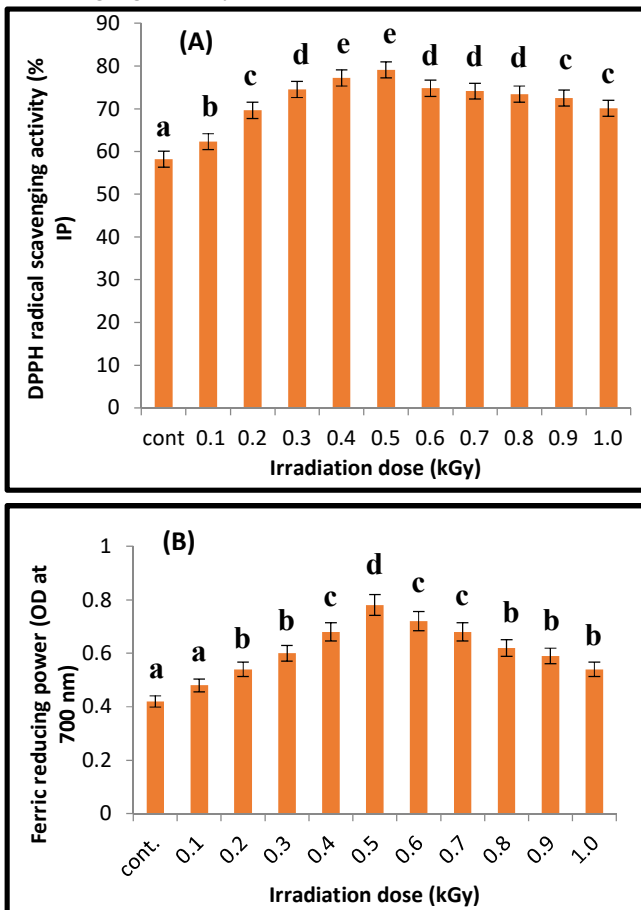 (A)
DPPH radical scavenging activity (%
IP)
90
80
70
60
50
40
30
20
10
0
a b c d e e d d d c c
cont 0.1 0.2 0.3 0.4 0.5 0.6 0.7 0.8 0.9 1.0
Irradiation dose (kGy)
(B)
Ferric reducing power (OD at
700 nm)
1
0.8
0.6
0.4
0.2
0
a a b b c d c c b b b
cont. 0.1 0.2 0.3 0.4 0.5 0.6 0.7 0.8 0.9 1.0
Irradiation dose (kGy)